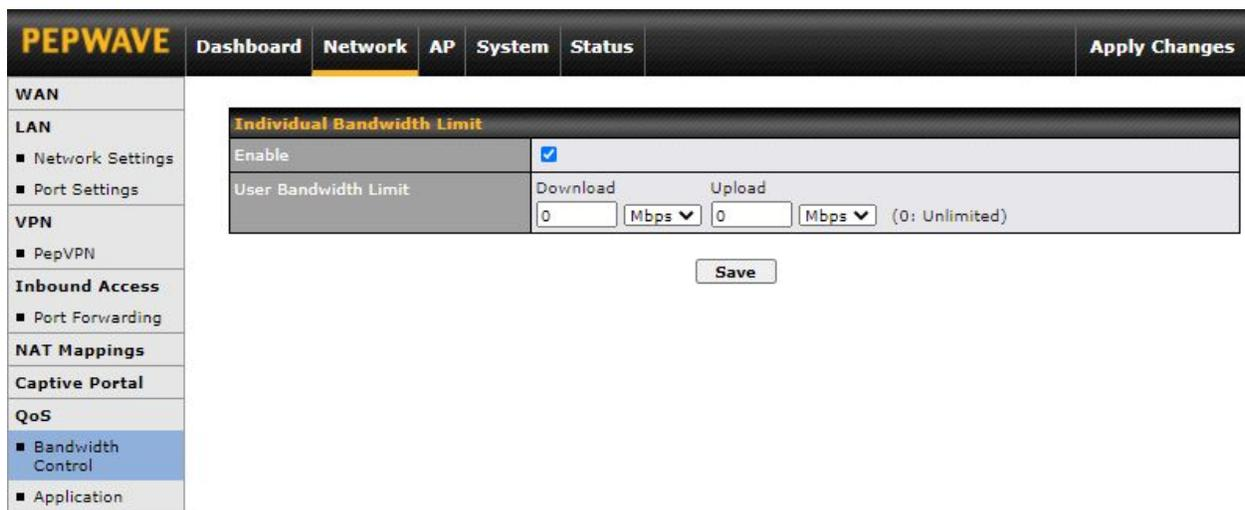 PEPWAVE Dashboard Network AP System Status Apply Changes
WAN
LAN
Network Settings
Port Settings
VPN
PepVPN
Inbound Access
Port Forwarding
NAT Mappings
Captive Portal
QoS
Bandwidth
Control
Application
Individual Bandwidth Limit
Enable
User Bandwidth Limit
Download Upload
0 Mbps 0 Mbps (0: Unlimited)
Save